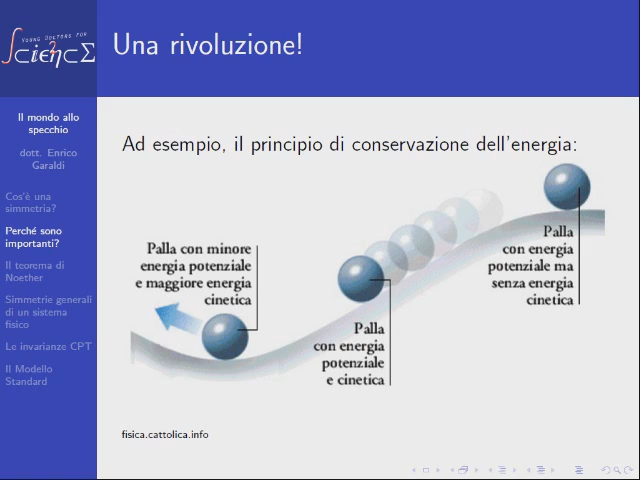 Young Doctors for
Una rivoluzione!
Il mondo allo
specchio
dott. Enrico
Garaldi
Cos'è una
simmetria?
Perché sono
importanti?
Il teorema di
Noether
Simmetrie generali
di un sistema
fisico
Le invarianze CPT
Il Modello
Standard
Ad esempio, il principio di conservazione dell'energia:
Palla con minore
energia potenziale
e maggiore energia
cinetica
Palla
con energia
potenziale
e cinetica
Palla
con energia
potenziale ma
senza energia
cinetica
fisica.cattolica.info